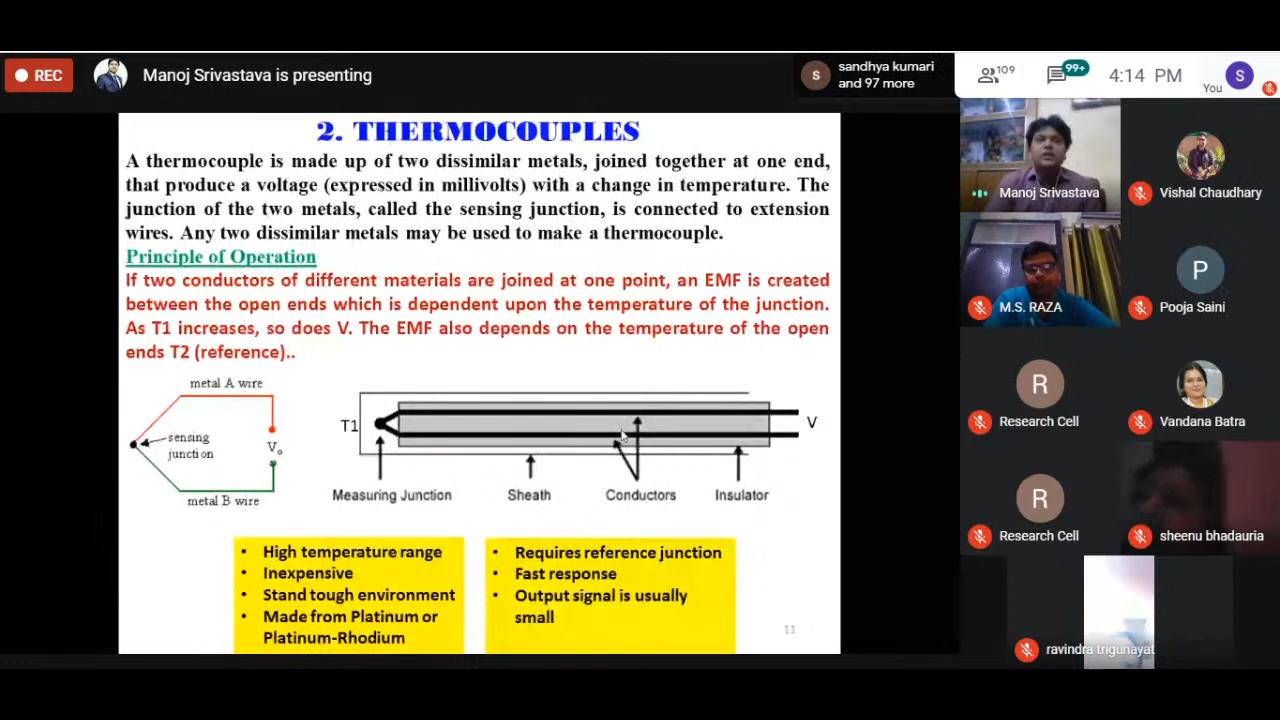 REC
Manoj Srivastava is presenting
s
sandhya kumari
and 97 more
109
99+
4:14 PM
You
S
2. THERMOCOUPLES
A thermocouple is made up of two dissimilar metals, joined together at one end,
that produce a voltage (expressed in millivolts) with a change in temperature. The
junction of the two metals, called the sensing junction, is connected to extension
wires. Any two dissimilar metals may be used to make a thermocouple.
Principle of Operation
If two conductors of different materials are joined at one point, an EMF is created
between the open ends which is dependent upon the temperature of the junction.
As T1 increases, so does V. The EMF also depends on the temperature of the open
ends T2 (reference)..
metal A wire
sensing
junction
Vo
metal B wire
T1
V
Measuring Junction
Sheath
Conductors
Insulator
• High temperature range
• Inexpensive
• Stand tough environment
• Made from Platinum or
Platinum-Rhodium
• Requires reference junction
• Fast response
• Output signal is usually
small
11
Manoj Srivastava
Vishal Chaudhary
M.S. RAZA
P
Pooja Saini
R
Research Cell
Vandana Batra
R
Research Cell
sheenu bhadauria
ravindra trigunayat